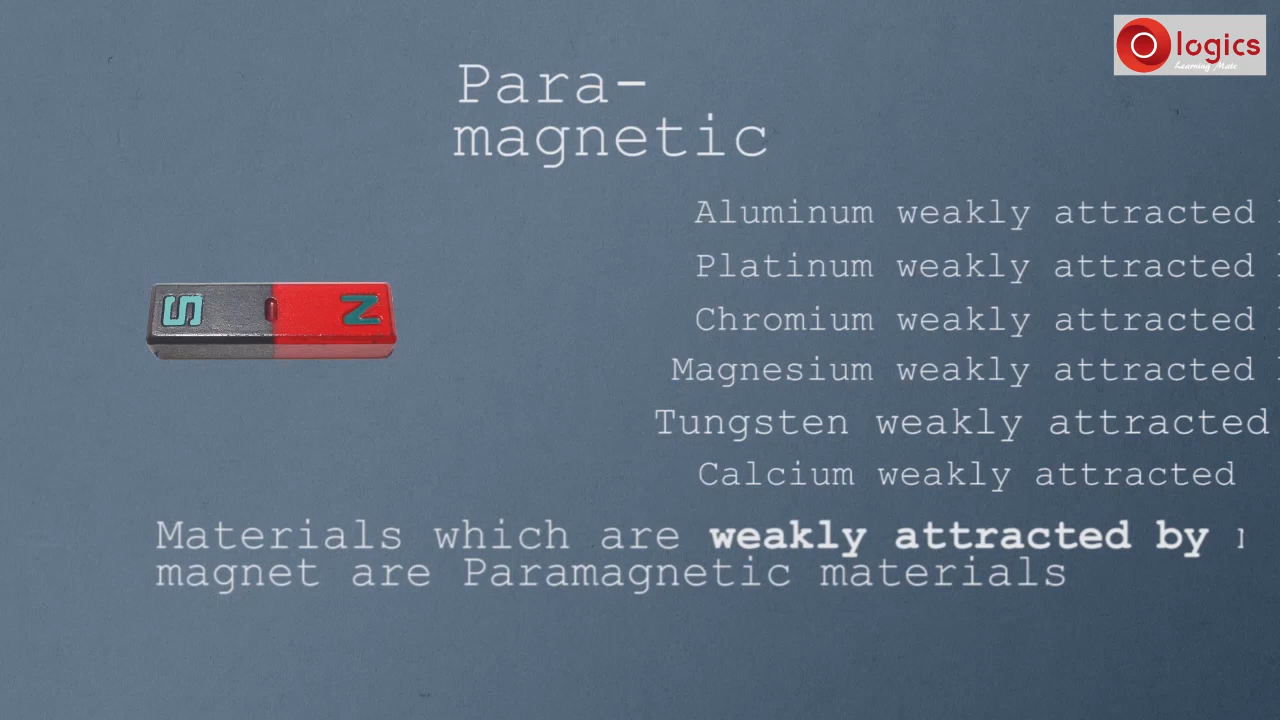 logics
Learning Mate
Para-
magnetic
Aluminum weakly attracted
Platinum weakly attracted
Chromium weakly attracted
Magnesium weakly attracted
Tungsten weakly attracted
Calcium weakly attracted
S N
Materials which are weakly attracted by
magnet are Paramagnetic materials